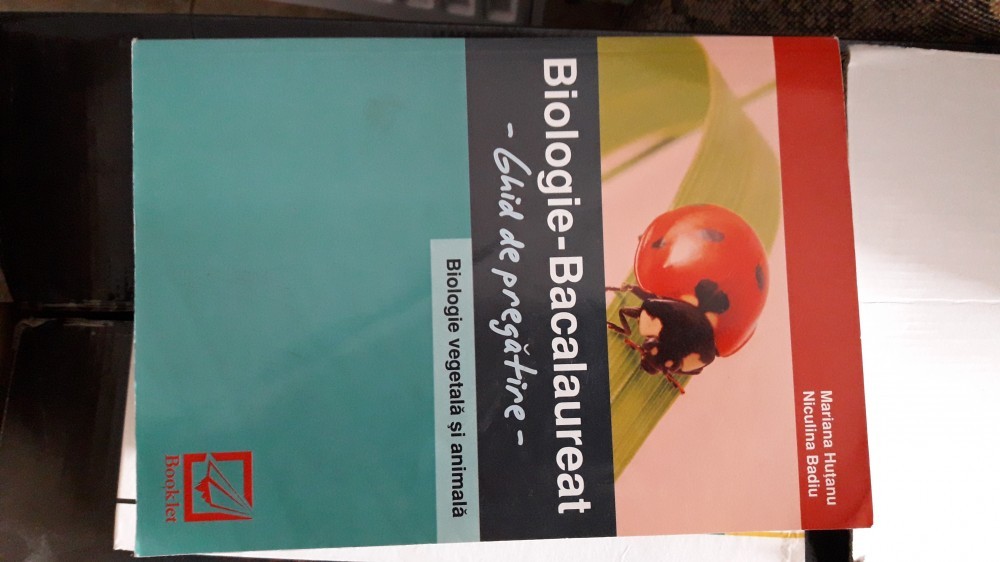 Mariana Huțanu
Niculina Badiu
Biologie-Bacalaureat
- Ghid de pregătire -
Biologie vegetală și animală
Booklet